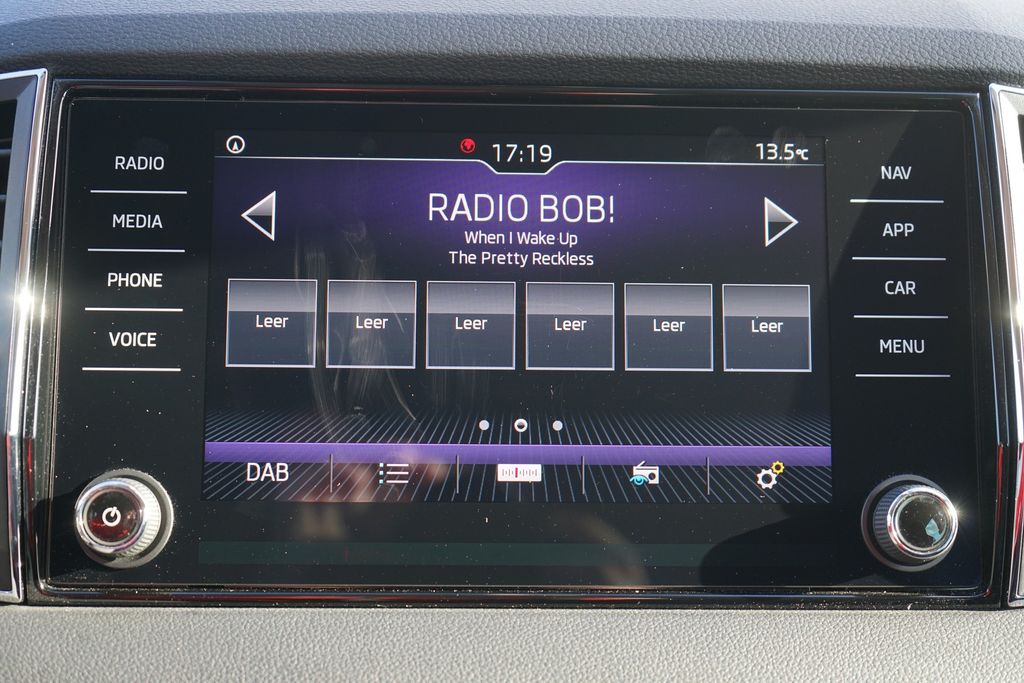 RADIO
MEDIA
PHONE
VOICE
17:19
13.5°C
RADIO BOB!
When I Wake Up
The Pretty Reckless
Leer Leer Leer Leer Leer Leer
DAB
NAV
APP
CAR
MENU